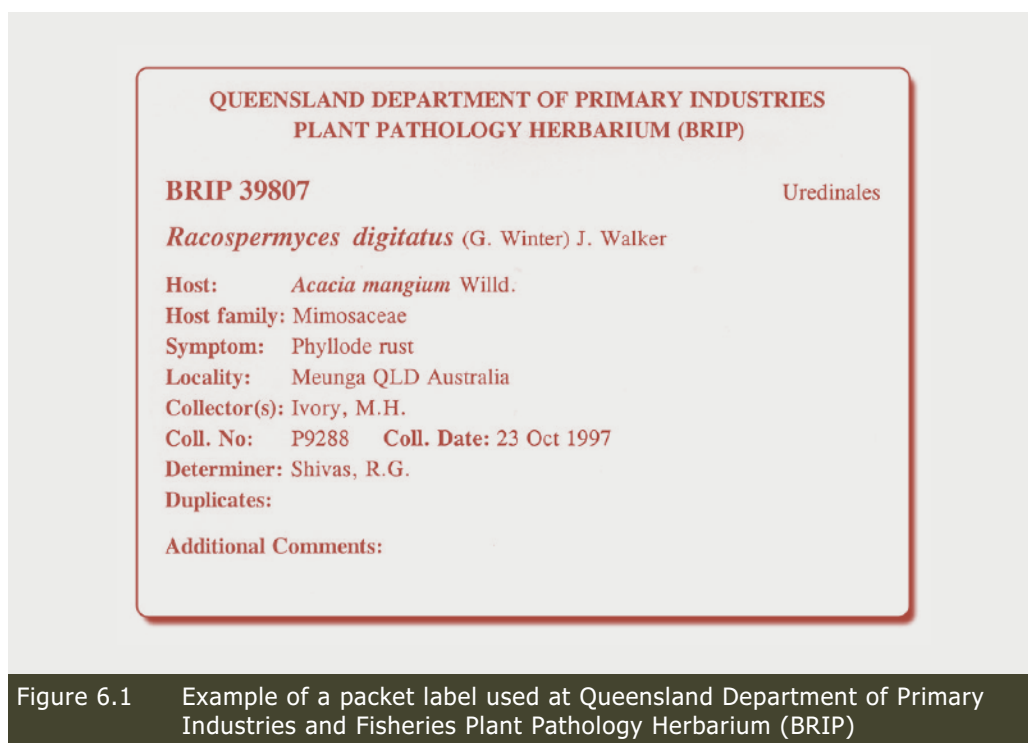 QUEENSLAND DEPARTMENT OF PRIMARY INDUSTRIES
PLANT PATHOLOGY HERBARIUM (BRIP)
BRIP 39807 Uredinales
Racospermyces digitatus (G. Winter) J. Walker
Host: Acacia mangium Willd.
Host family: Mimosaceae
Symptom: Phyllode rust
Locality: Meunga QLD Australia
Collector(s): Ivory, M.H.
Coll. No: P9288 Coll. Date: 23 Oct 1997
Determiner: Shivas, R.G.
Duplicates:
Additional Comments:
Figure 6.1 Example of a packet label used at Queensland Department of Primary
Industries and Fisheries Plant Pathology Herbarium (BRIP)